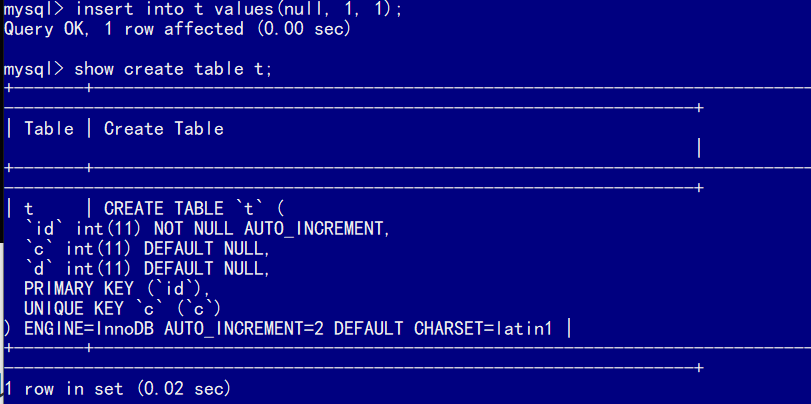 mysql> insert into t values(null, 1, 1);
Query OK, 1 row affected (0.00 sec)
mysql> show create table t;
| Table | Create Table
|
| t | CREATE TABLE `t` (
`id` int(11) NOT NULL AUTO_INCREMENT,
`c` int(11) DEFAULT NULL,
`d` int(11) DEFAULT NULL,
PRIMARY KEY (`id`),
UNIQUE KEY `c` (`c`)
) ENGINE=InnoDB AUTO_INCREMENT=2 DEFAULT CHARSET=latin1 |
1 row in set (0.02 sec)